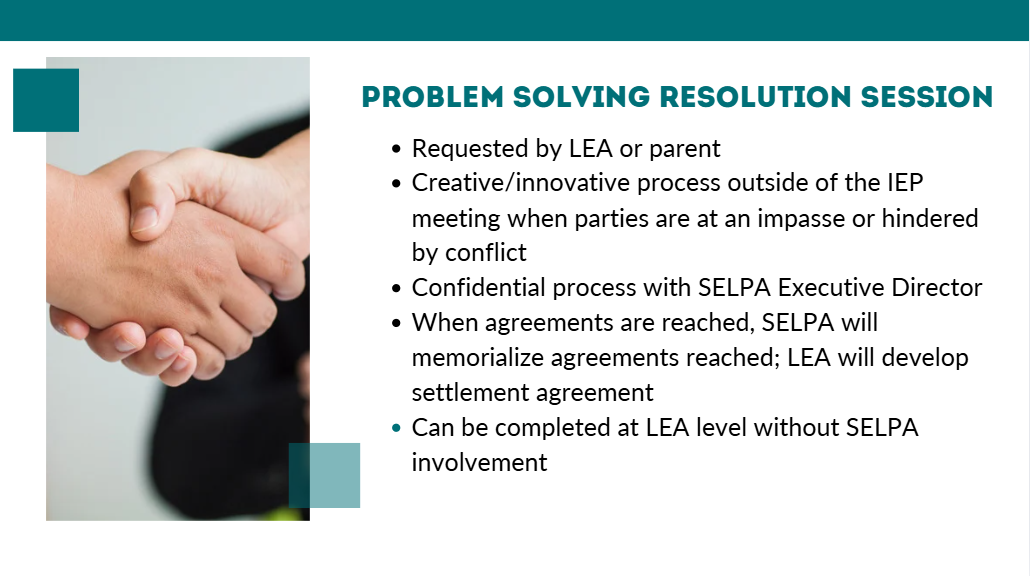 PROBLEM SOLVING RESOLUTION SESSION
• Requested by LEA or parent
• Creative/innovative process outside of the IEP
meeting when parties are at an impasse or hindered
by conflict
• Confidential process with SELPA Executive Director
• When agreements are reached, SELPA will
memorialize agreements reached; LEA will develop
settlement agreement
• Can be completed at LEA level without SELPA
involvement